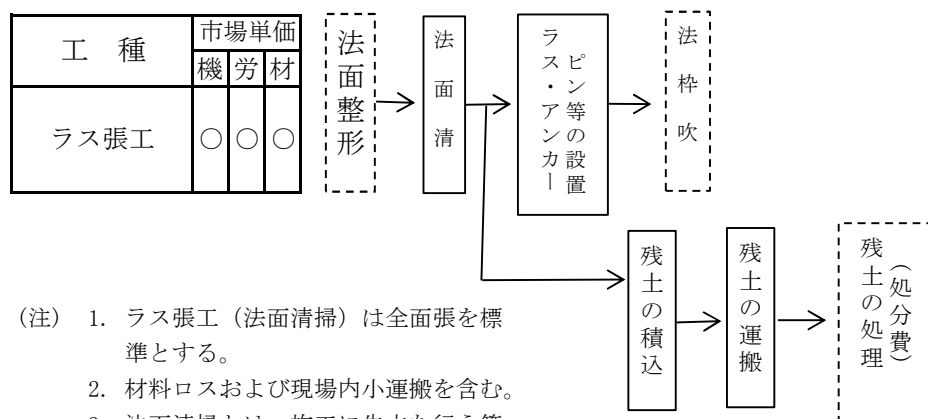 工 種
市場単価
機 労 材
ラス張工
○ ○ ○
法面整形
法面清
ラス・アンカー
ピン等の設置
法枠吹
残土の積込
残土の運搬
残土の処理
(処分費)
(注) 1. ラス張工(法面清掃)は全面張を標
準とする。
2. 材料ロスおよび現場内小運搬を含む。